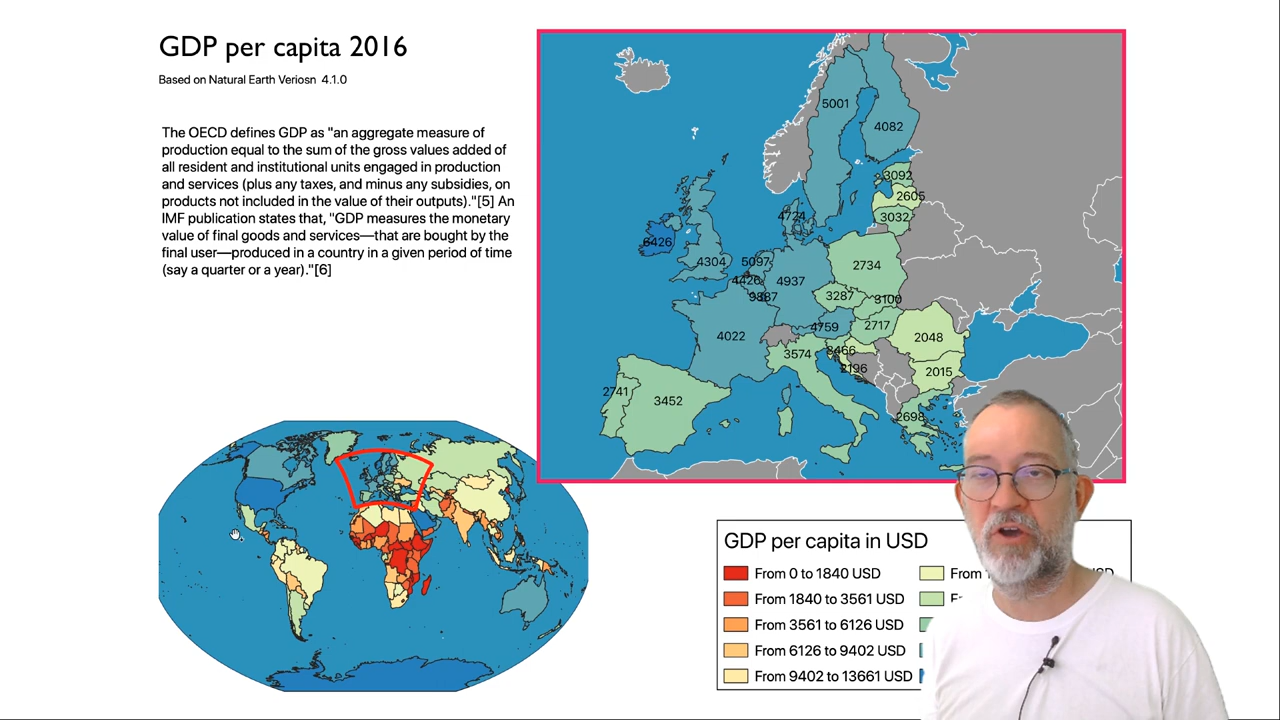 GDP per capita 2016
Based on Natural Earth Veriosn 4.1.0
The OECD defines GDP as "an aggregate measure of
production equal to the sum of the gross values added of
all resident and institutional units engaged in production
and services (plus any taxes, and minus any subsidies, on
products not included in the value of their outputs)."[5] An
IMF publication states that, "GDP measures the monetary
value of final goods and services—that are bought by the
final user—produced in a country in a given period of time
(say a quarter or a year)."[6]
5001
4082
3092
2605
3032
4724
6426
4304
5097
4937
2734
4426
3287
3100
4759
2717
4022
2048
3574
2196
2015
2741
3452
2698
GDP per capita in USD
From 0 to 1840 USD
From 1840 to 3561 USD
From 3561 to 6126 USD
From 6126 to 9402 USD
From 9402 to 13661 USD
From
USD